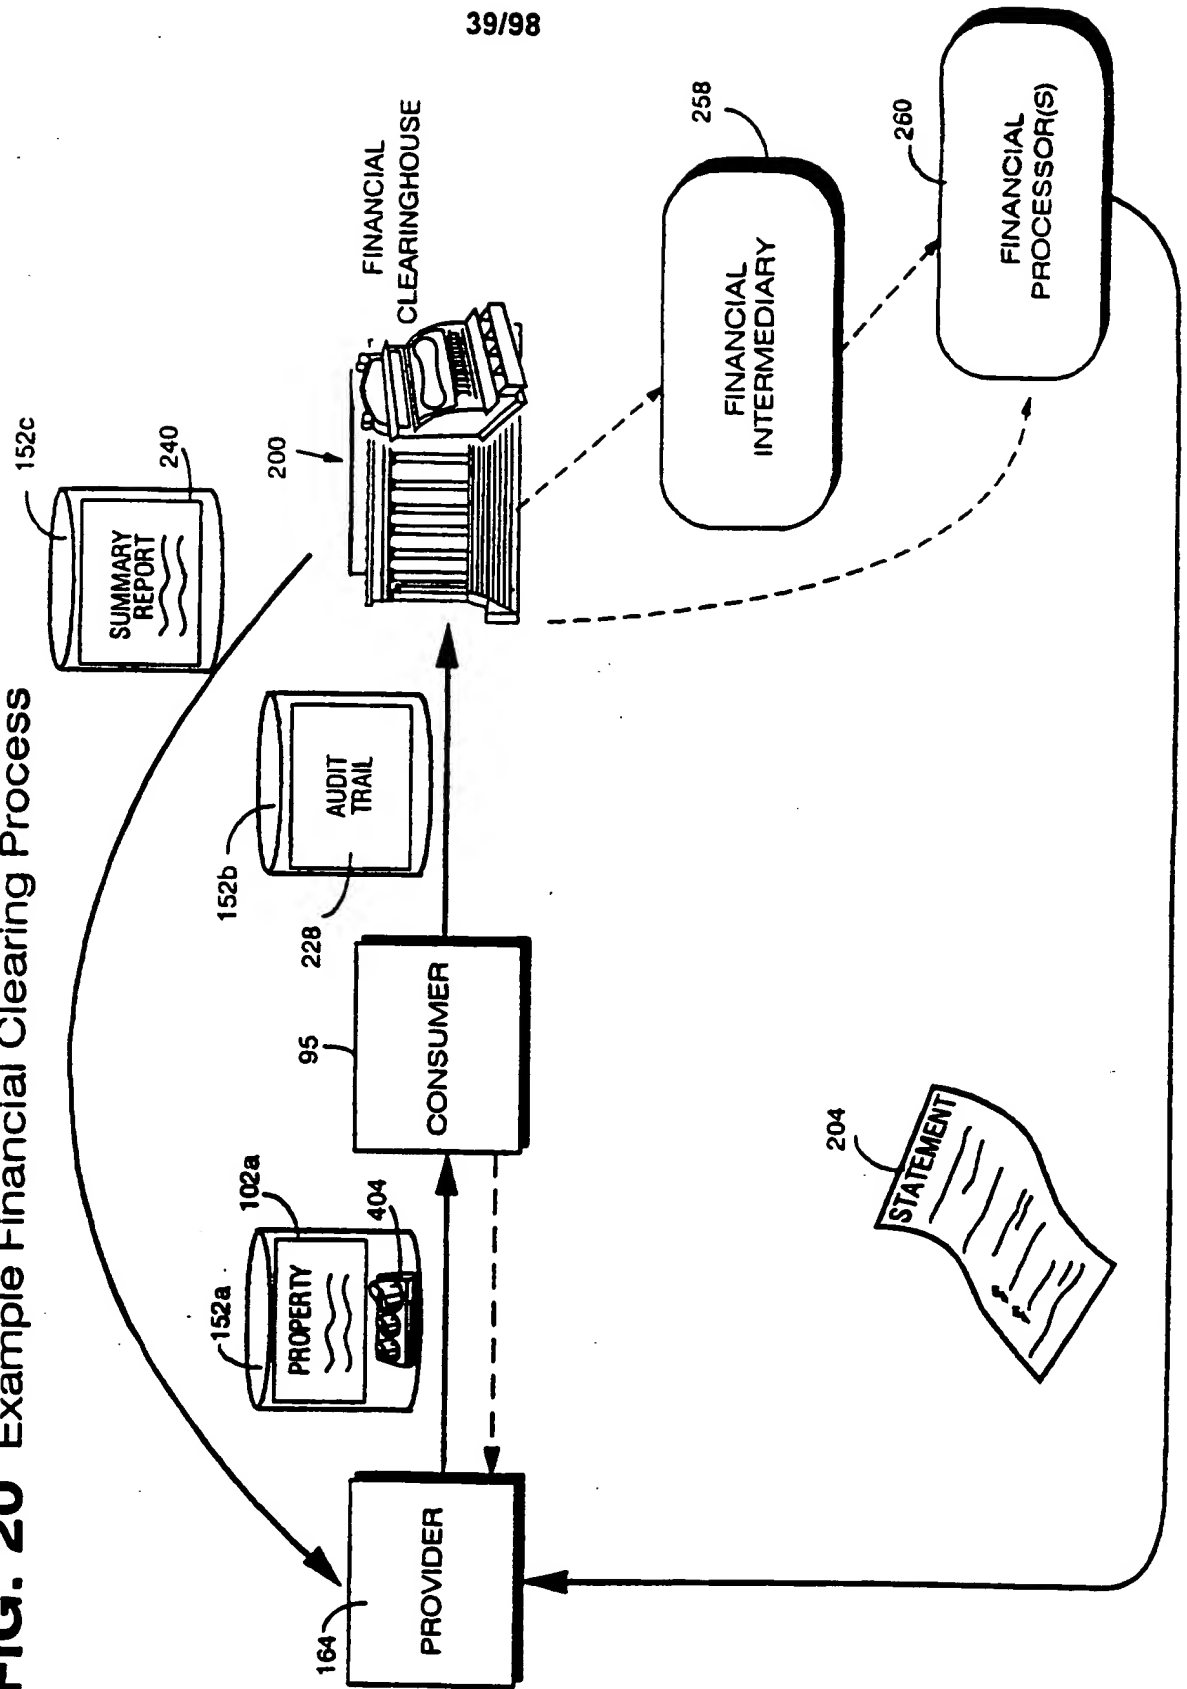 39/98
FIG. 20 Example Financial Clearing Process
152c
SUMMARY
REPORT
240
152a
PROPERTY
102a
404
152b
AUDIT
TRAIL
228
200
FINANCIAL
CLEARINGHOUSE
164
PROVIDER
95
CONSUMER
FINANCIAL
INTERMEDIARY
258
204
STATEMENT
260
FINANCIAL
PROCESSOR(S)